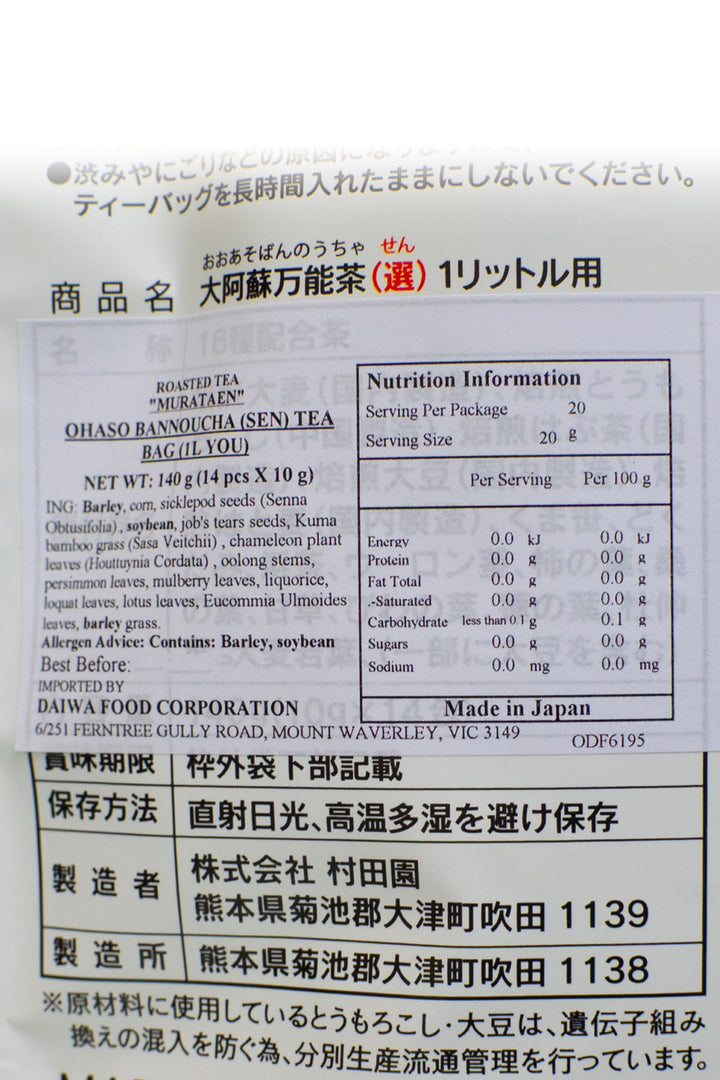 ●渋みやにごりなどの原因になりますので、
ティーバッグを長時間入れたままにしないでください。
おおあそばんのうちゃ せん
商品名 大阿蘇万能茶(選) 1リットル用
名 称 16種配合茶
ROASTED TEA
"MURATAEN"
OHASO BANNOUCHA (SEN) TEA
BAG (1L YOU)
NET WT: 140 g (14 pcs X 10 g)
ING: Barley, corn, sicklepod seeds (Senna
Obtusifolia) , soybean, job's tears seeds, Kuma
bamboo grass (Sasa Veitchii) , chameleon plant
leaves (Houttuynia Cordata) , oolong stems,
persimmon leaves, mulberry leaves, liquorice,
loquat leaves, lotus leaves, Eucommia Ulmoides
leaves, barley grass.
Allergen Advice: Contains: Barley, soybean
Best Before:
IMPORTED BY
DAIWA FOOD CORPORATION
6/251 FERNTREE GULLY ROAD, MOUNT WAVERLEY, VIC 3149
Nutrition Information
Serving Per Package 20
Serving Size 20 g
Per Serving Per 100 g
Energy 0.0 kJ 0.0 kJ
Protein 0.0 g 0.0 g
Fat Total 0.0 g 0.0 g
.-Saturated 0.0 g 0.0 g
Carbohydrate less than 0.1 g 0.1 g
Sugars 0.0 g 0.0 g
Sodium 0.0 mg 0.0 mg
Made in Japan
ODF6195
賞味期限 枠外袋下部記載
保存方法 直射日光、高温多湿を避け保存
製造者 株式会社 村田園
熊本県菊池郡大津町吹田 1139
製造所 熊本県菊池郡大津町吹田 1138
※原材料に使用しているとうもろこし・大豆は、遺伝子組み
換えの混入を防ぐ為、分別生産流通管理を行っています。